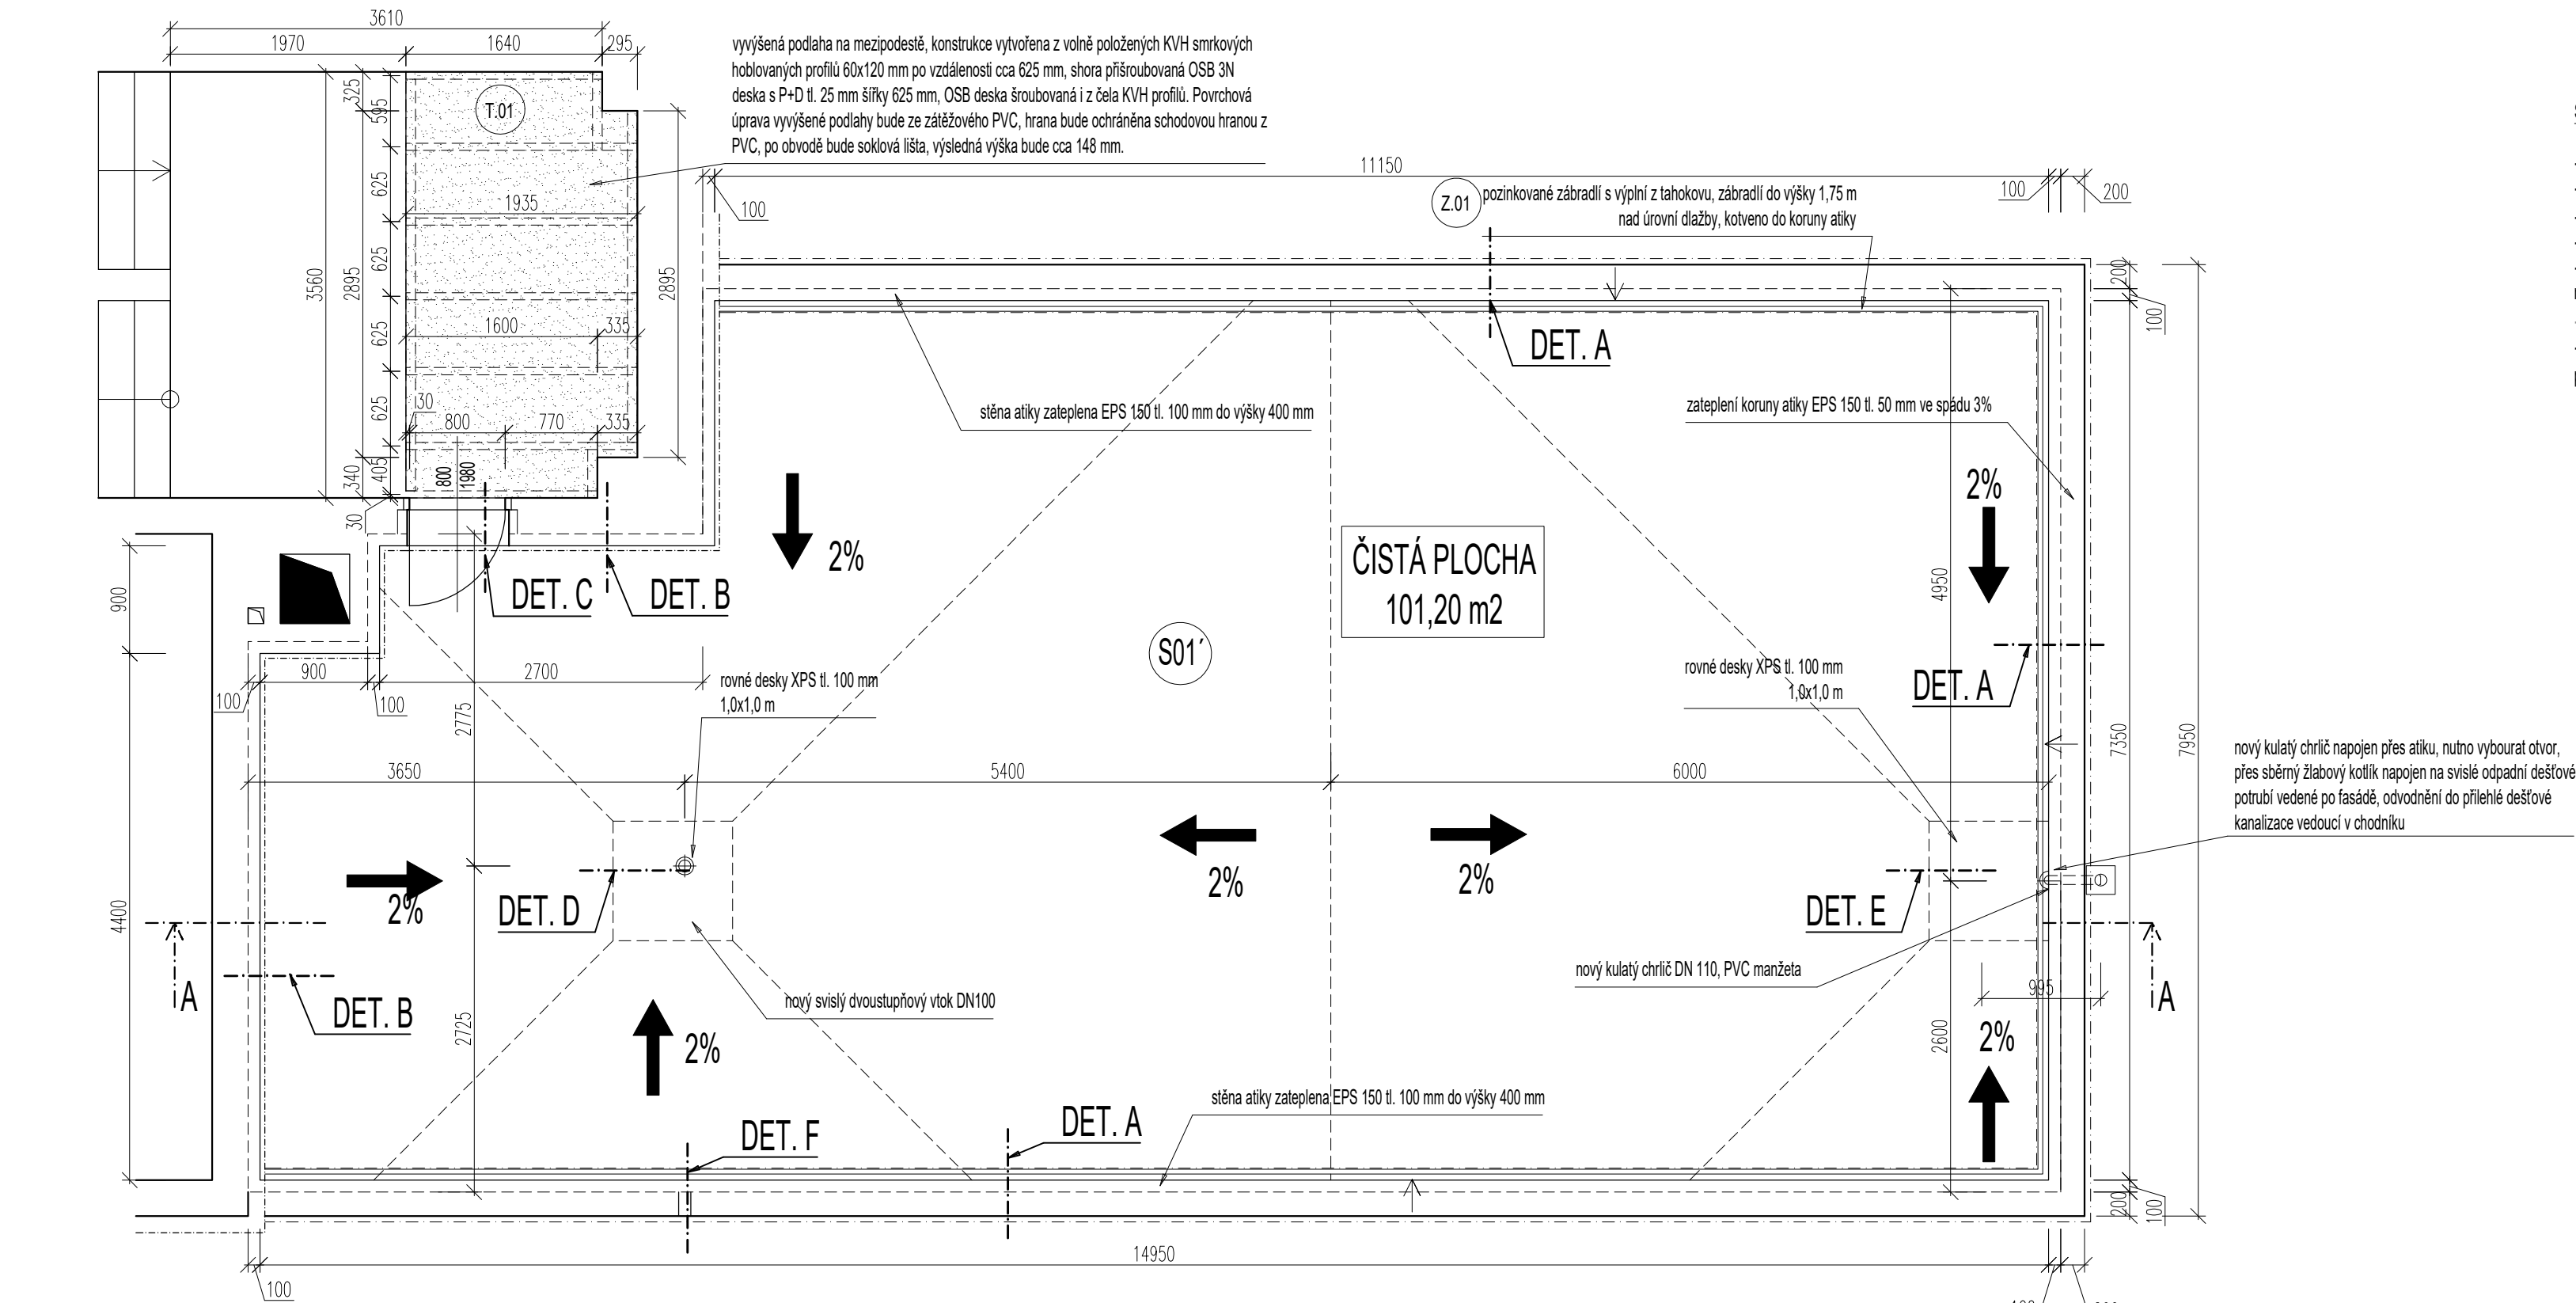 3610
1970
1640
295
vyvýšená podlaha na mezipodestě, konstrukce vytvořena z volně položených KVH smrkových
hoblovaných profilů 60x120 mm po vzdálenosti cca 625 mm, shora přišroubovaná OSB 3N
deska s P+D tl. 25 mm šířky 625 mm, OSB deska šroubovaná i z čela KVH profilů. Povrchová
úprava vyvýšené podlahy bude ze zátěžového PVC, hrana bude ochráněna schodovou hranou z
PVC, po obvodě bude soklová lišta, výsledná výška bude cca 148 mm.
T.01
325
595
625
625
625
625
405
340
30
3560
2895
2895
1935
1600
335
30
800
770
335
800
1980
11150
100
100
200
Z.01
pozinkované zábradlí s výplní z tahokovu, zábradlí do výšky 1,75 m
nad úrovní dlažby, kotveno do koruny atiky
DET. A
200
100
stěna atiky zateplena EPS 150 tl. 100 mm do výšky 400 mm
zateplení koruny atiky EPS 150 tl. 50 mm ve spádu 3%
2%
2%
ČISTÁ PLOCHA
101,20 m2
4950
DET. C
DET. B
900
S01´
900
2700
100
100
rovné desky XPS tl. 100 mm
1,0x1,0 m
rovné desky XPS tl. 100 mm
1,0x1,0 m
DET. A
2775
7350
7950
3650
5400
6000
nový kulatý chrlič napojen přes atiku, nutno vybourat otvor,
přes sběrný žlabový kotlík napojen na svislé odpadní dešťové
potrubí vedené po fasádě, odvodnění do přilehlé dešťové
kanalizace vedoucí v chodníku
2%
2%
2%
4400
DET. D
DET. E
A
DET. B
nový kulatý chrlič DN 110, PVC manžeta
995
A
nový svislý dvoustupňový vtok DN100
2725
2%
2600
2%
stěna atiky zateplena EPS 150 tl. 100 mm do výšky 400 mm
DET. F
DET. A
200
100
14950
100